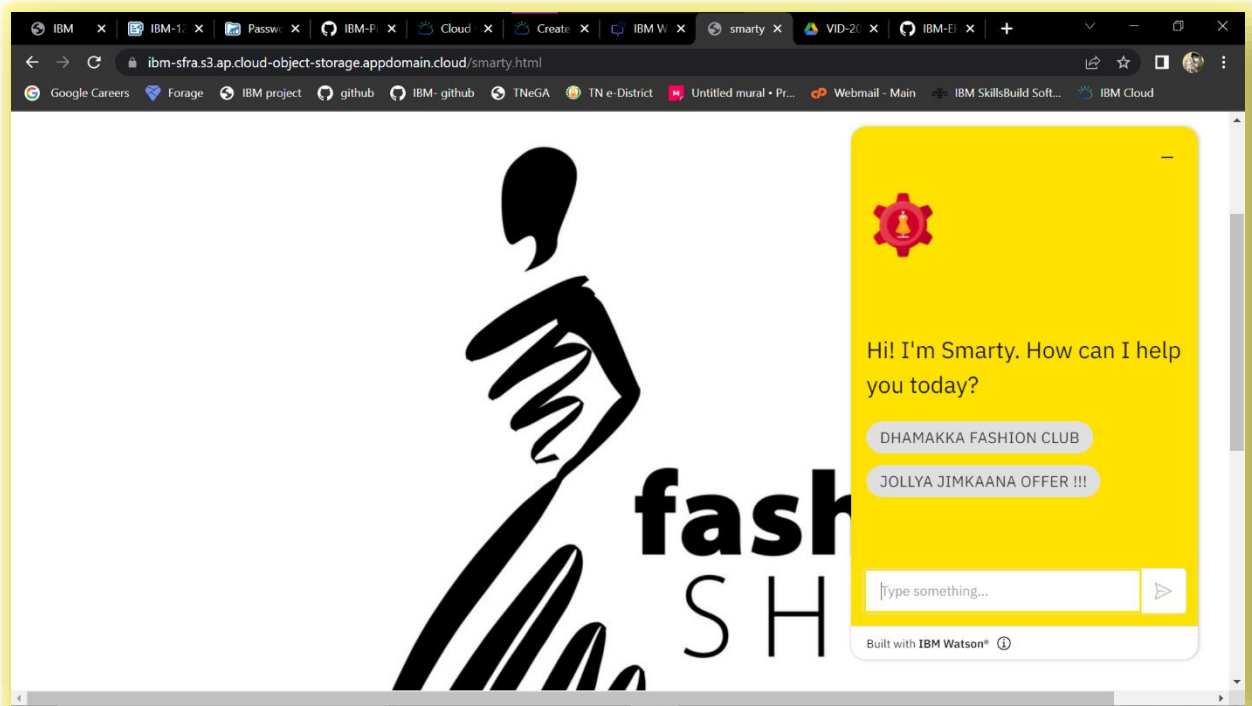 IBM
IBM-12
Passwo
IBM-Pr
Cloud
Create
IBM W
smarty
VID-20
IBM-EF
ibm-sfra.s3.ap.cloud-object-storage.appdomain.cloud/smarty.html
Google Careers
Forage
IBM project
github
IBM- github
TNeGA
TN e-District
Untitled mural • Pr...
Webmail - Main
IBM SkillsBuild Soft...
IBM Cloud
Hi! I'm Smarty. How can I help
you today?
DHAMAKKA FASHION CLUB
JOLLYA JIMKAANA OFFER !!!
fash
SH
Type something...
Built with IBM Watson®